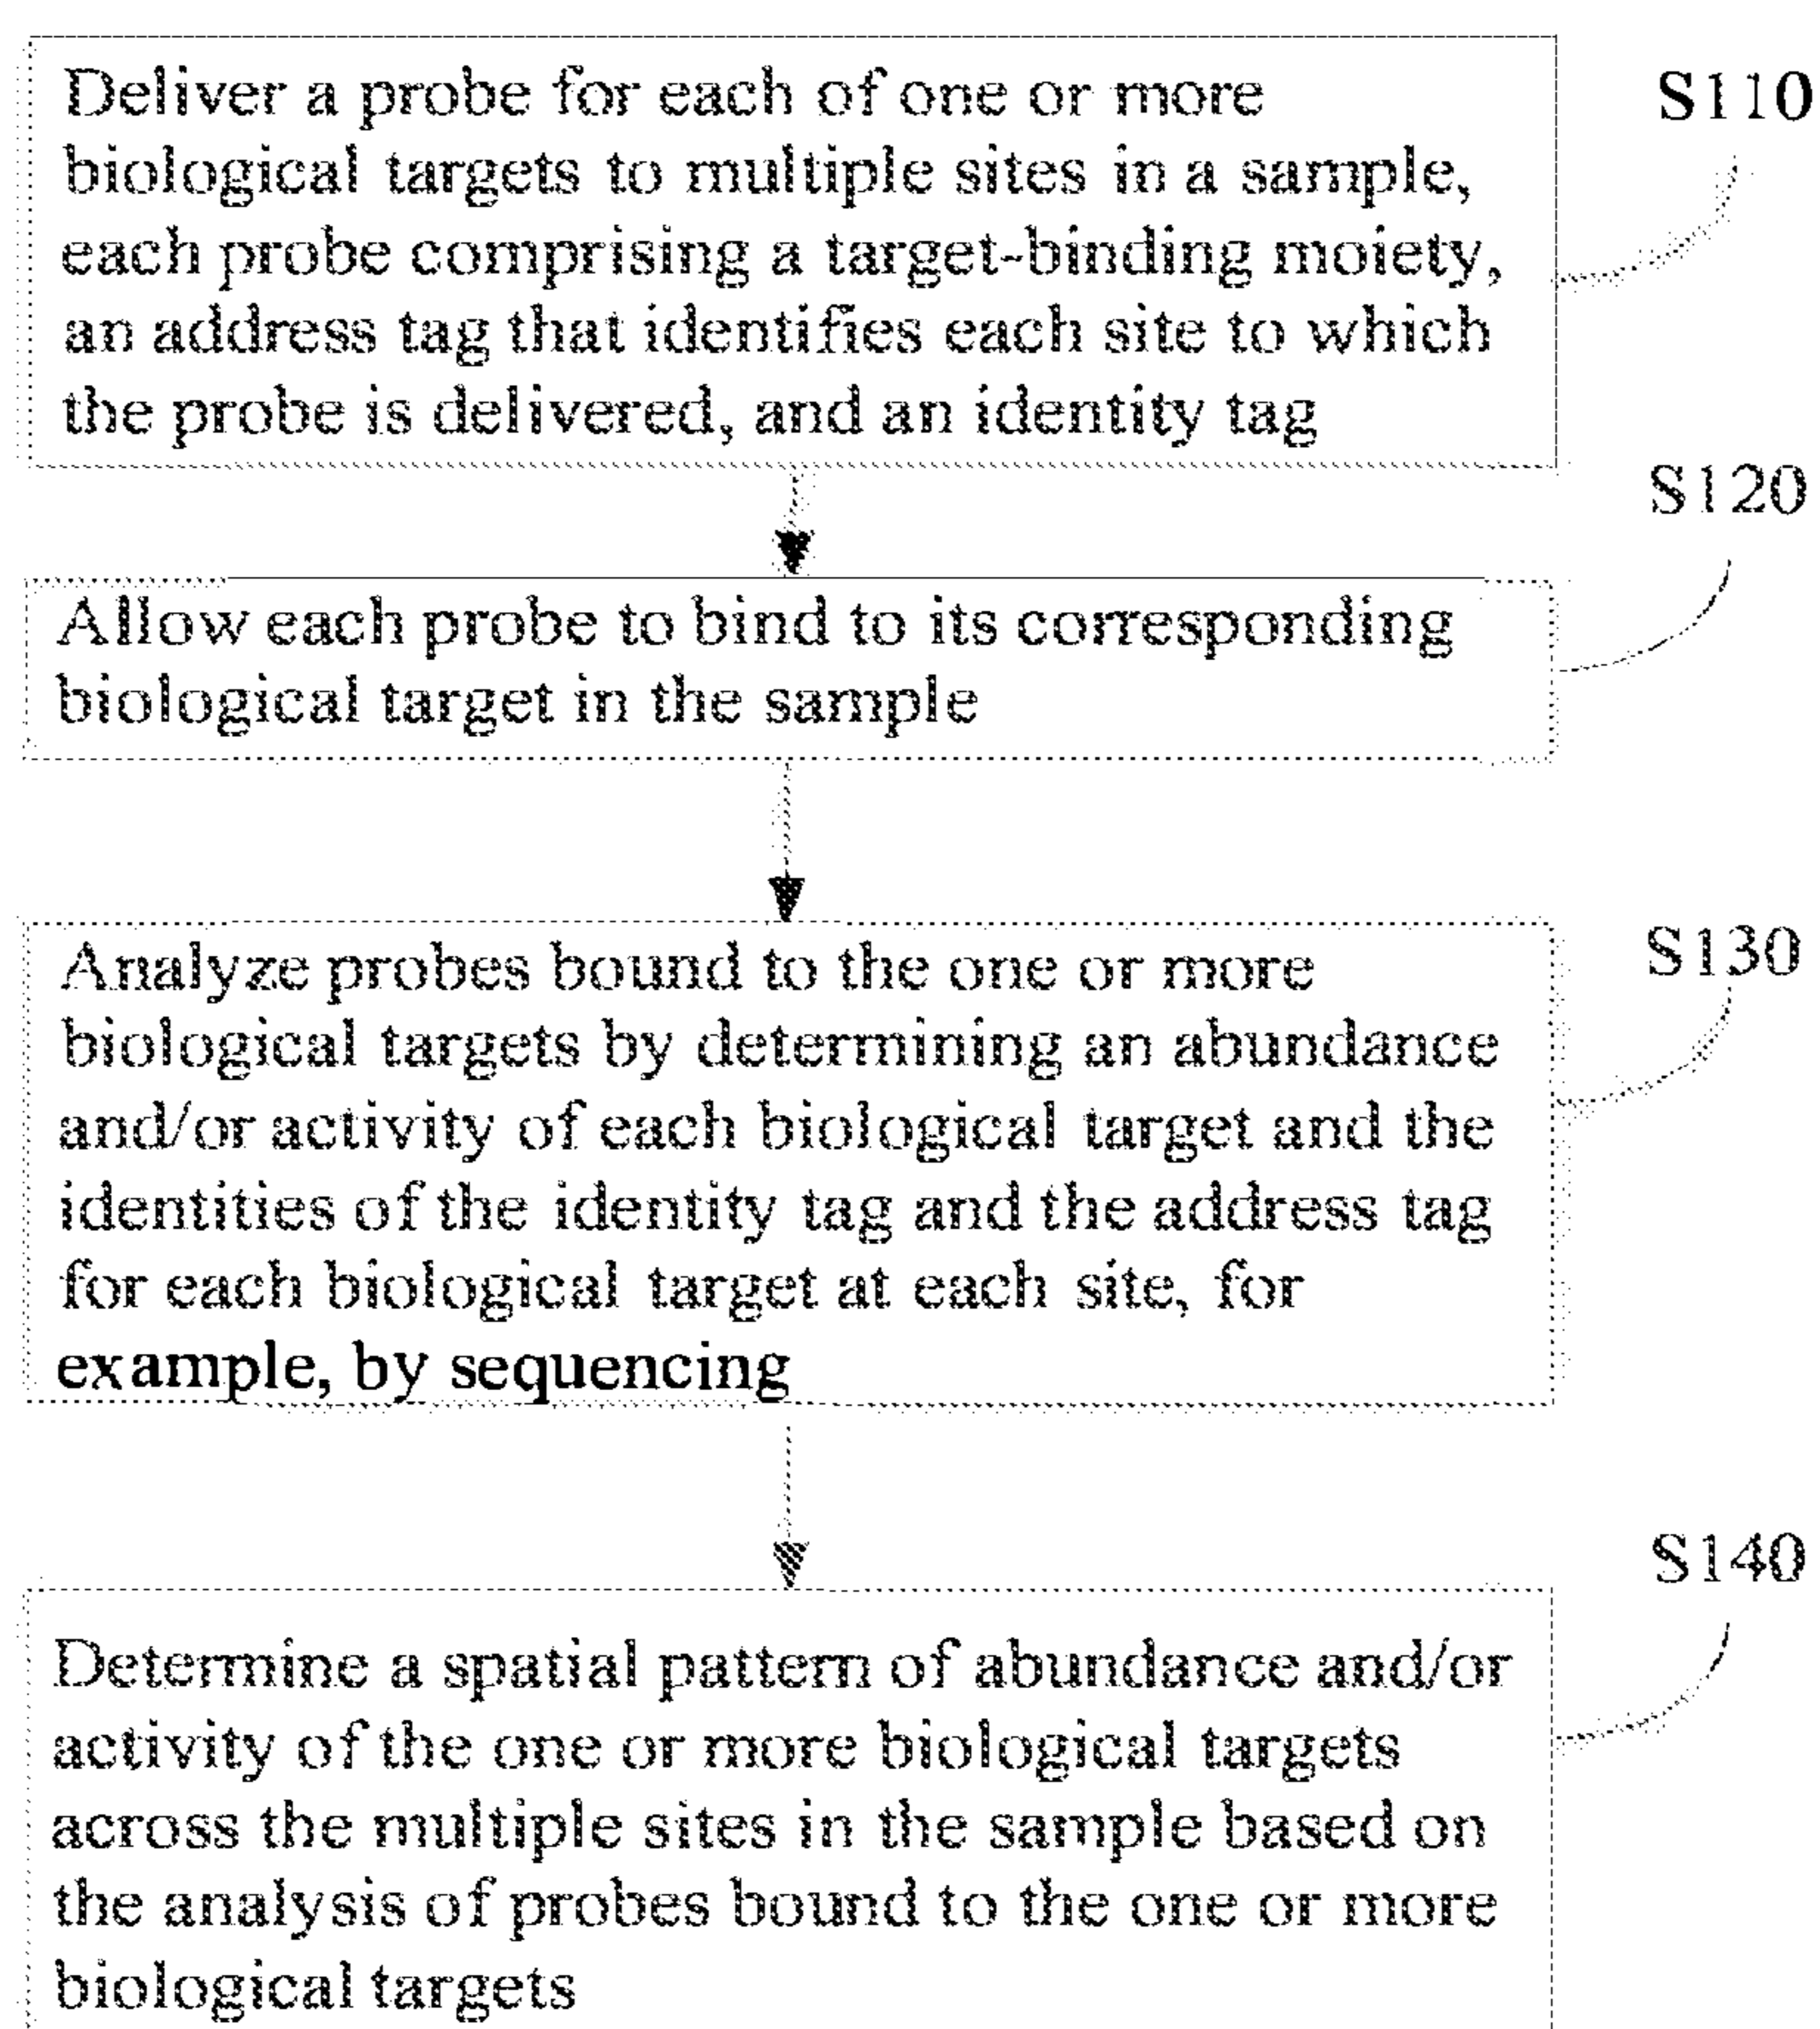 Deliver a probe for each of one or more
biological targets to multiple sites in a sample,
each probe comprising a target-binding moiety,
an address tag that identifies each site to which
the probe is delivered, and an identity tag
S110
Allow each probe to bind to its corresponding
biological target in the sample
S120
Analyze probes bound to the one or more
biological targets by determining an abundance
and/or activity of each biological target and the
identities of the identity tag and the address tag
for each biological target at each site, for
example, by sequencing
S130
Determine a spatial pattern of abundance and/or
activity of the one or more biological targets
across the multiple sites in the sample based on
the analysis of probes bound to the one or more
biological targets
S140